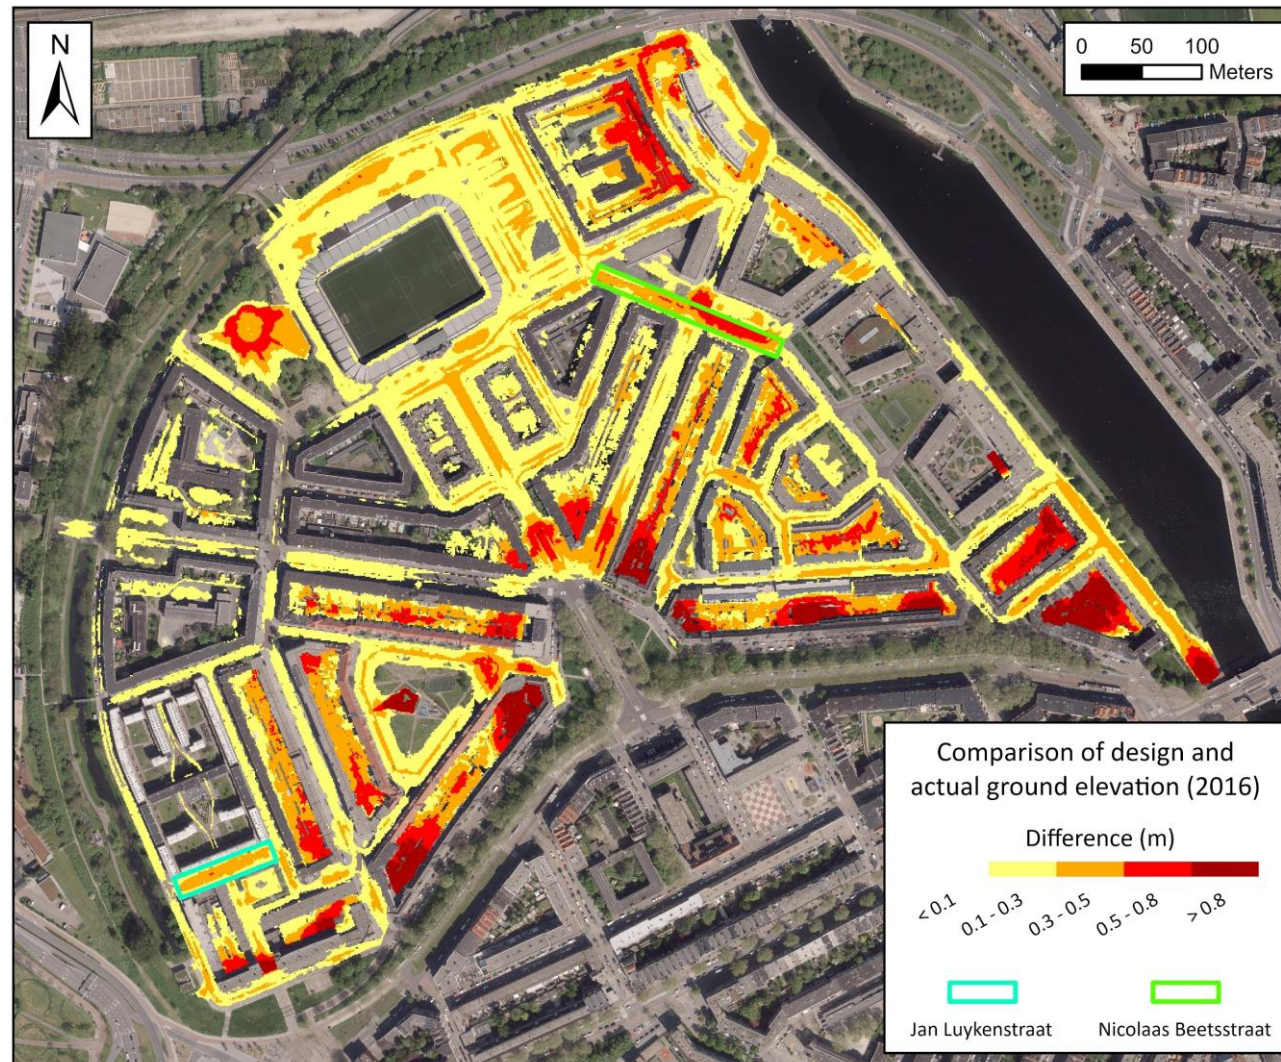 N
0 50 100
Meters
Comparison of design and
actual ground elevation (2016)
Difference (m)
< 0.1
0.1 - 0.3
0.3 - 0.5
0.5 - 0.8
> 0.8
Jan Luykenstraat
Nicolaas Beetsstraat